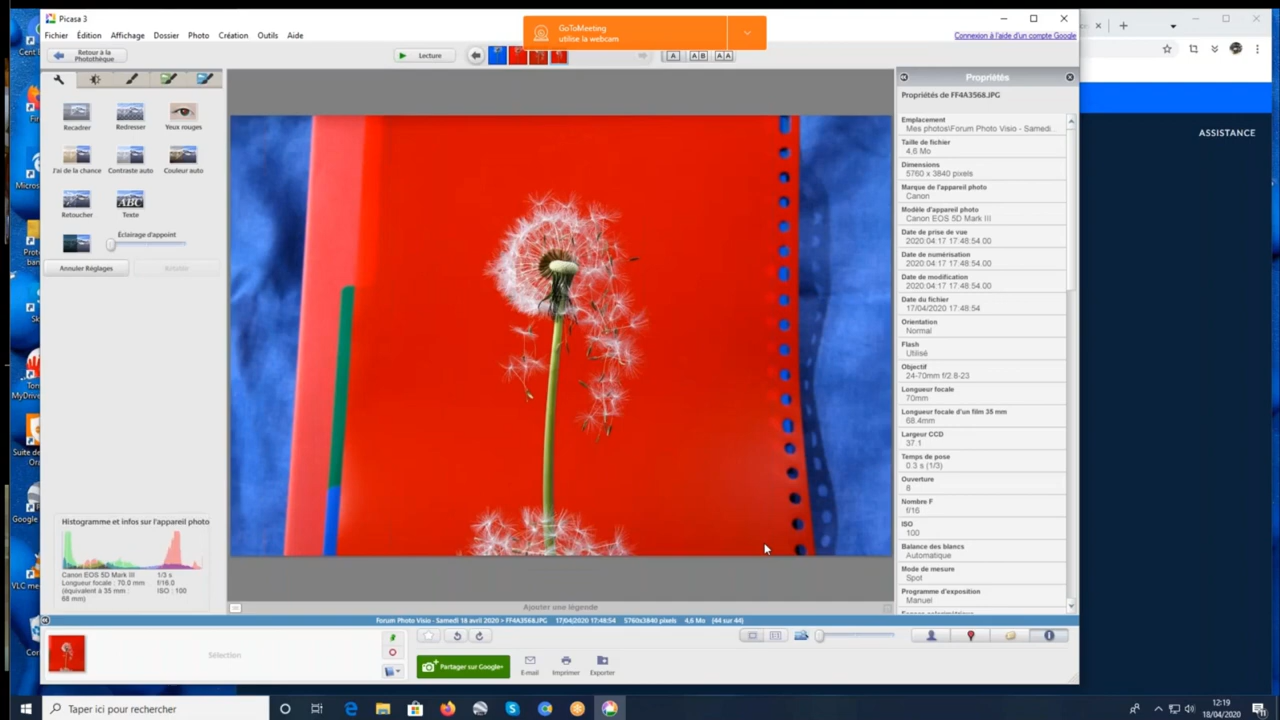 Picasa 3
Fichier Édition Affichage Dossier Photo Création Outils Aide
GoToMeeting
utilise la webcam
Connexion à l'aide d'un compte Google
Retour à la
Photothèque
Lecture
A
A B
A A
Recadrer
Redresser
Yeux rouges
J'ai de la chance
Contraste auto
Couleur auto
Retoucher
ABC
Texte
Éclairage d'appoint
Annuler Réglages
Rétablir
Histogramme et infos sur l'appareil photo
Canon EOS 5D Mark III
1/3 s
Longueur focale : 70.0 mm
f/16.0
(équivalent à 35 mm :
ISO : 100
68 mm)
Propriétés
Propriétés de FF4A3568.JPG
Emplacement
Mes photos\Forum Photo Visio - Samedi...
Taille de fichier
4,6 Mo
Dimensions
5760 x 3840 pixels
Marque de l'appareil photo
Canon
Modèle d'appareil photo
Canon EOS 5D Mark III
Date de prise de vue
2020:04:17 17:48:54.00
Date de numérisation
2020:04:17 17:48:54.00
Date de modification
2020:04:17 17:48:54.00
Date du fichier
17/04/2020 17:48:54
Orientation
Normal
Flash
Utilisé
Objectif
24-70mm f/2.8-23
Longueur focale
70mm
Longueur focale d'un film 35 mm
68.4mm
Largeur CCD
37.1
Temps de pose
0.3 s (1/3)
Ouverture
8
Nombre F
f/16
ISO
100
Balance des blancs
Automatique
Mode de mesure
Spot
Programme d'exposition
Manuel
Ajoutez une légende
Forum Photo Visio - Samedi 18 avril 2020 > FF4A3568.JPG 17/04/2020 17:48:54 5760x3840 pixels 4,6 Mo (44 sur 44)
Sélection
Partager sur Google+
E-mail
Imprimer
Exporter
ASSISTANCE
Taper ici pour rechercher
12:19
18/04/2020